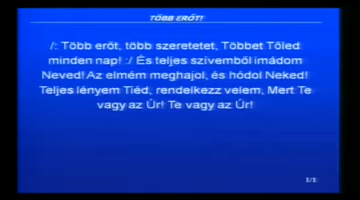 TÖBB ERŐT!
/: Több erőt, több szeretetet, Többet Tőled
minden nap! :/ És teljes szívemből imádom
Neved! Az elmém meghajol, és hódol Neked!
Teljes lényem Tiéd, rendelkezz velem, Mert Te
vagy az Úr! Te vagy az Úr!
1/1